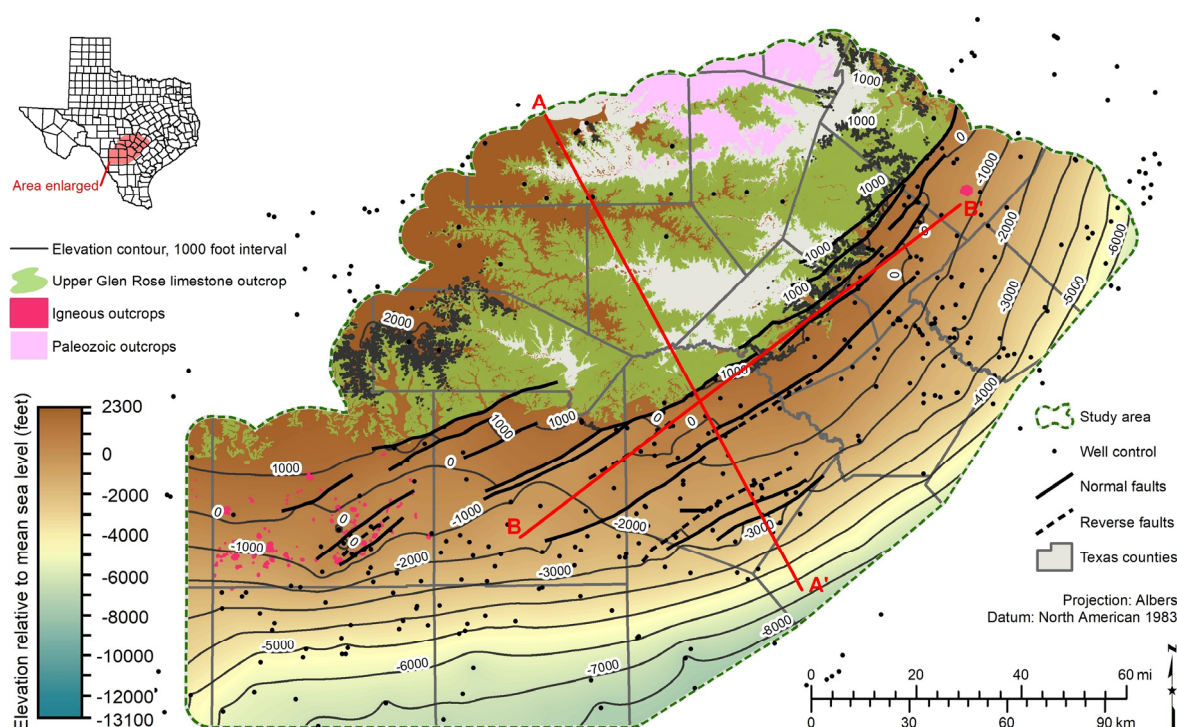 Area enlarged
Elevation contour, 1000 foot interval
Upper Glen Rose limestone outcrop
Igneous outcrops
Paleozoic outcrops
Elevation relative to mean sea level (feet)
2300
0
-2000
-4000
-6000
-8000
-10000
-12000
-13100
A
A'
B
B'
1000
1000
1000
1000
1000
1000
2000
1000
1000
1000
0
0
0
0
0
0
0
0
0
-1000
-2000
-3000
-4000
-5000
-6000
-1000
-1000
-2000
-2000
-3000
-3000
-5000
-6000
-7000
-8000
Study area
Well control
Normal faults
Reverse faults
Texas counties
Projection: Albers
Datum: North American 1983
0 20 40 60 mi
0 30 60 90 km
N